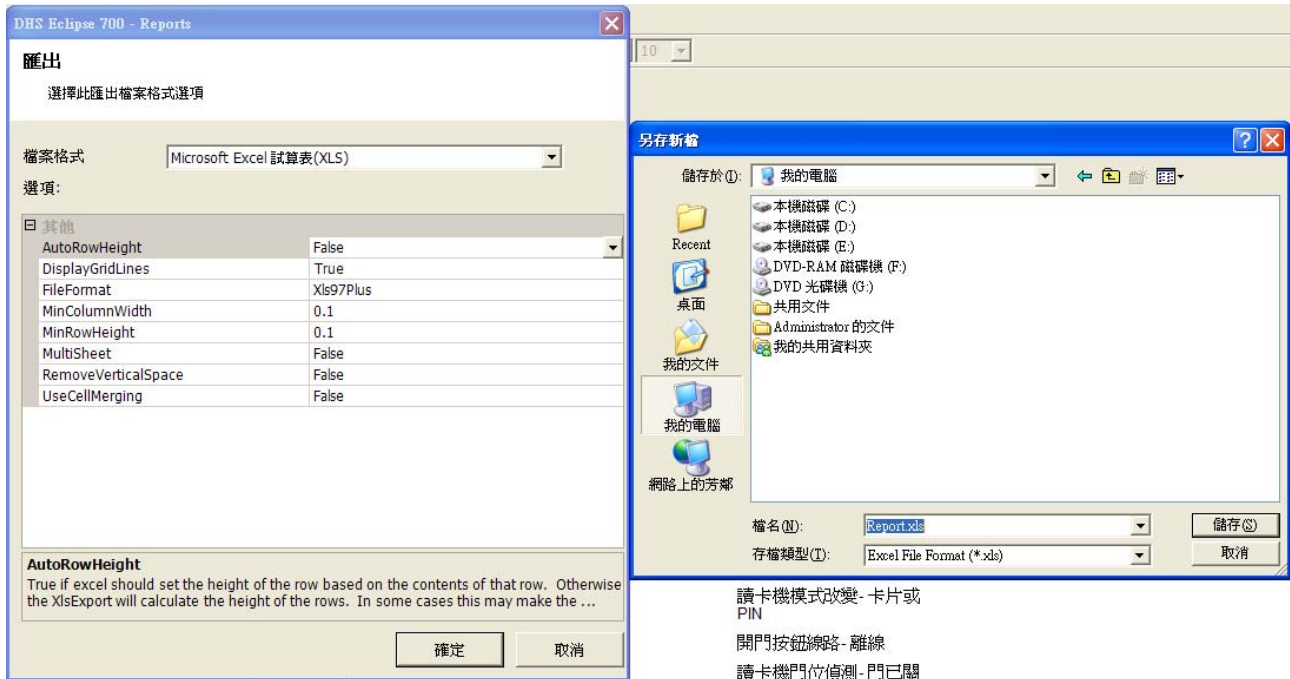 DHS Eclipse 700 - Reports
匯出
選擇此匯出檔案格式選項
檔案格式
Microsoft Excel 試算表(XLS)
選項:
其他
AutoRowHeight False
DisplayGridLines True
FileFormat Xls97Plus
MinColumnWidth 0.1
MinRowHeight 0.1
MultiSheet False
RemoveVerticalSpace False
UseCellMerging False
AutoRowHeight
True if excel should set the height of the row based on the contents of that row. Otherwise
the XlsExport will calculate the height of the rows. In some cases this may make the ...
確定
取消
10
另存新檔
儲存於(I):
我的電腦
Recent
桌面
我的文件
我的電腦
網路上的芳鄰
本機磁碟 (C:)
本機磁碟 (D:)
本機磁碟 (E:)
DVD-RAM 磁碟機 (F:)
DVD 光碟機 (G:)
共用文件
Administrator 的文件
我的共用資料夾
檔名(N):
Report.xls
儲存(S)
存檔類型(T):
Excel File Format (*.xls)
取消
讀卡機模式改變- 卡片或
PIN
開門按鈕線路- 離線
讀卡機門位偵測- 門已關